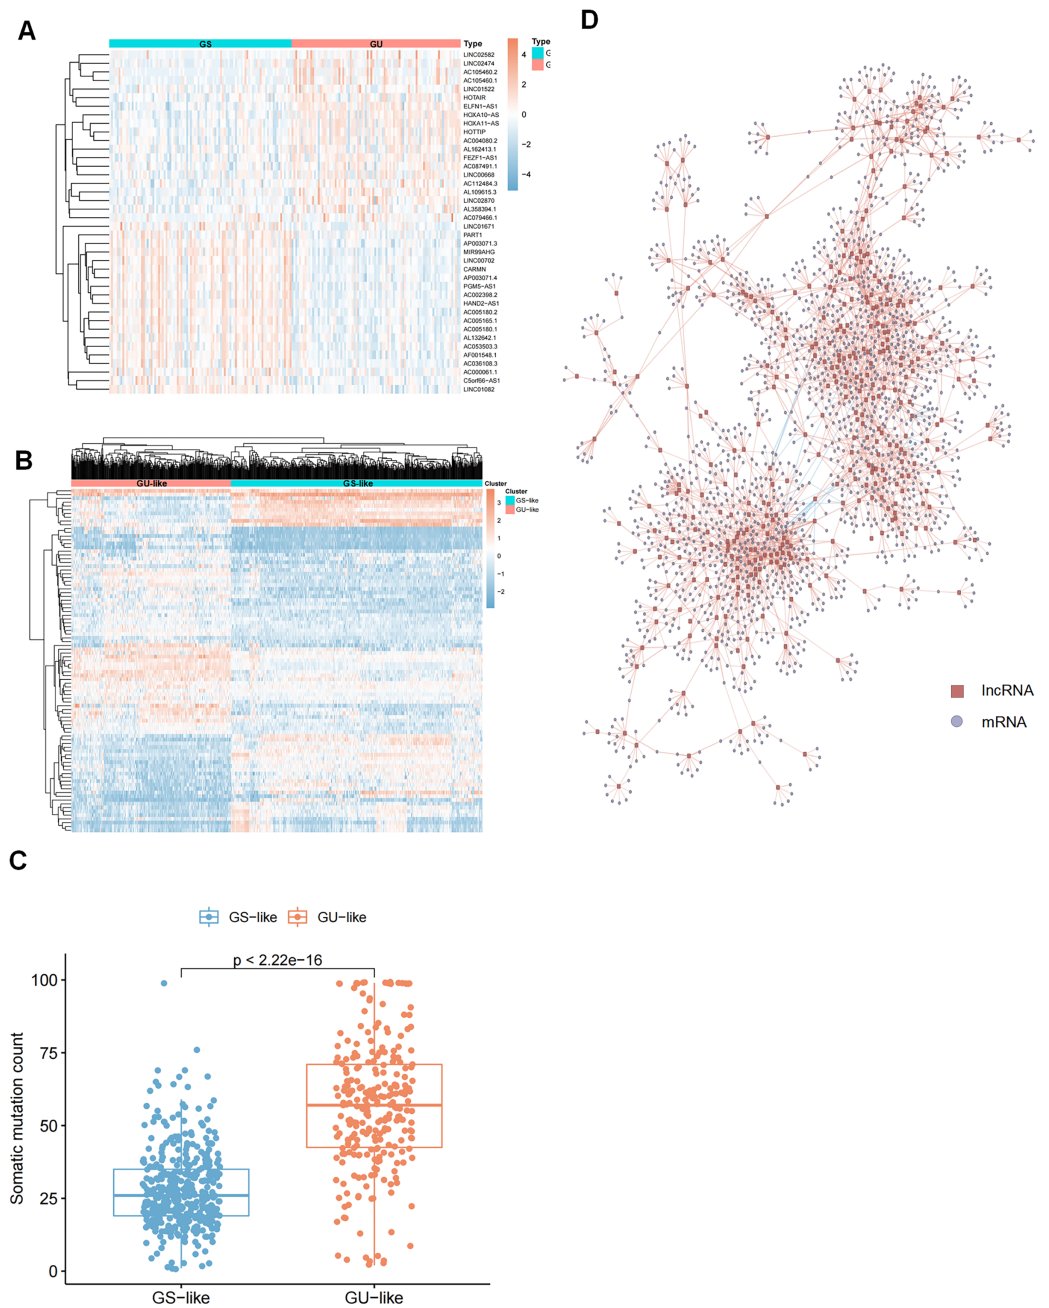 A
GS
GU
Type
LINC02582
LINC02474
AC105460.2
AC105460.1
LINC01522
HOTAIR
ELFN1−AS1
HOXA10−AS
HOXA11−AS
HOTTIP
AC004080.2
AL162413.1
FEZF1−AS1
AC087491.1
LINC00668
AC112484.3
AL109615.3
LINC02870
AL358394.1
AC079466.1
LINC01671
PART1
AP003071.3
MIR99AHG
LINC00702
CARMN
AP003071.4
PGM5−AS1
AC002398.2
HAND2−AS1
AC005180.2
AC005165.1
AC005180.1
AL132642.1
AC053503.3
AF001548.1
AC036108.3
AC000061.1
C5orf66−AS1
LINC01082
4
2
0
−2
−4
Type
G
G
B
GU-like
GS-like
Cluster
3
2
1
0
−1
−2
Cluster
GS−like
GU−like
C
GS−like
GU−like
p < 2.22e−16
Somatic mutation count
100
75
50
25
0
GS−like
GU−like
D
lncRNA
mRNA